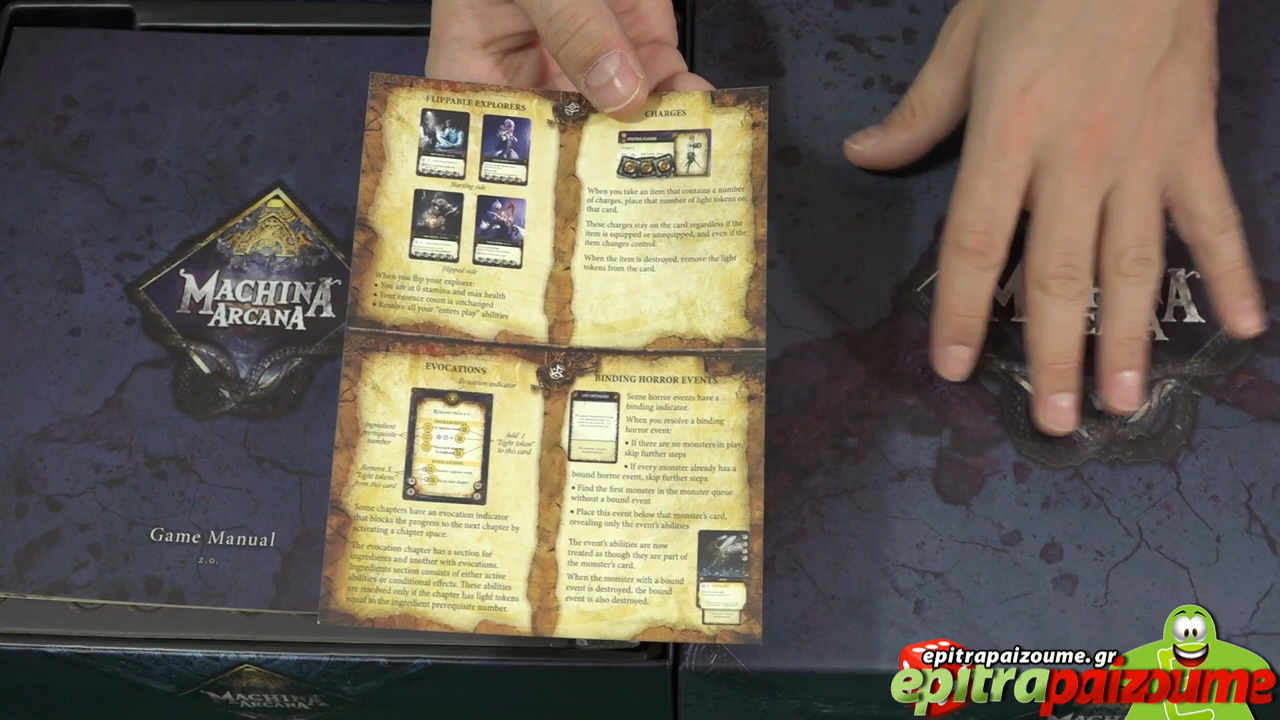 MACHINA
ARCANA
Game Manual
2.0.
FLIPPABLE EXPLORERS
Starting side
Flipped side
When you flip your explorer:
• You are at 0 stamina and max health
• Your essence count is unchanged
• Resolve all your "enters play" abilities
CHARGES
When you take an item that contains a number
of charges, place that number of light tokens on
that card.
These charges stay on the card regardless if the
item is equipped or unequipped, and even if the
item changes control.
When the item is destroyed, remove the light
tokens from the card.
EVOCATIONS
Evocation indicator
Ingredient
prerequisite
number
Add 1
"Light token"
to this card
Remove X
"Light tokens"
from this card
INGREDIENTS
EVOCATIONS
Some chapters have an evocation indicator
that blocks the progress to the next chapter by
activating a chapter space.
The evocation chapter has a section for
ingredients and another with evocations.
Ingredients section consists of either active
abilities or conditional effects. These abilities
are resolved only if the chapter has light tokens
equal to the ingredient prerequisite number.
BINDING HORROR EVENTS
Some horror events have a
binding indicator.
When you resolve a binding
horror event:
• If there are no monsters in play,
skip further steps
• If every monster already has a
bound horror event, skip further steps
• Find the first monster in the monster queue
without a bound event
• Place this event below that monster's card,
revealing only the event's abilities
The event's abilities are now
treated as though they are part of
the monster's card.
When the monster with a bound
event is destroyed, the bound
event is also destroyed.
MACHINA
ARCANA
epitrapaizoume.gr
epitrapaizoume